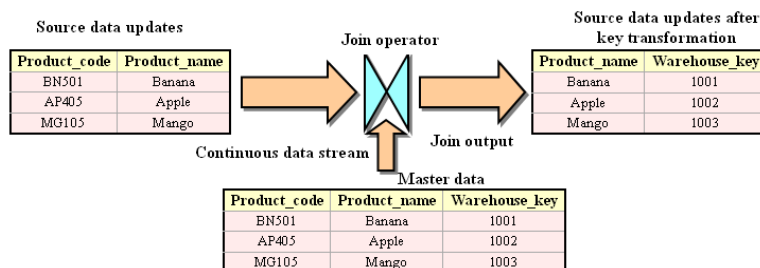 Source data updates
Product_code Product_name
BN501 Banana
AP405 Apple
MG105 Mango
Continuous data stream
Join operator
Join output
Source data updates after
key transformation
Product_name Warehouse_key
Banana 1001
Apple 1002
Mango 1003
Master data
Product_code Product_name Warehouse_key
BN501 Banana 1001
AP405 Apple 1002
MG105 Mango 1003